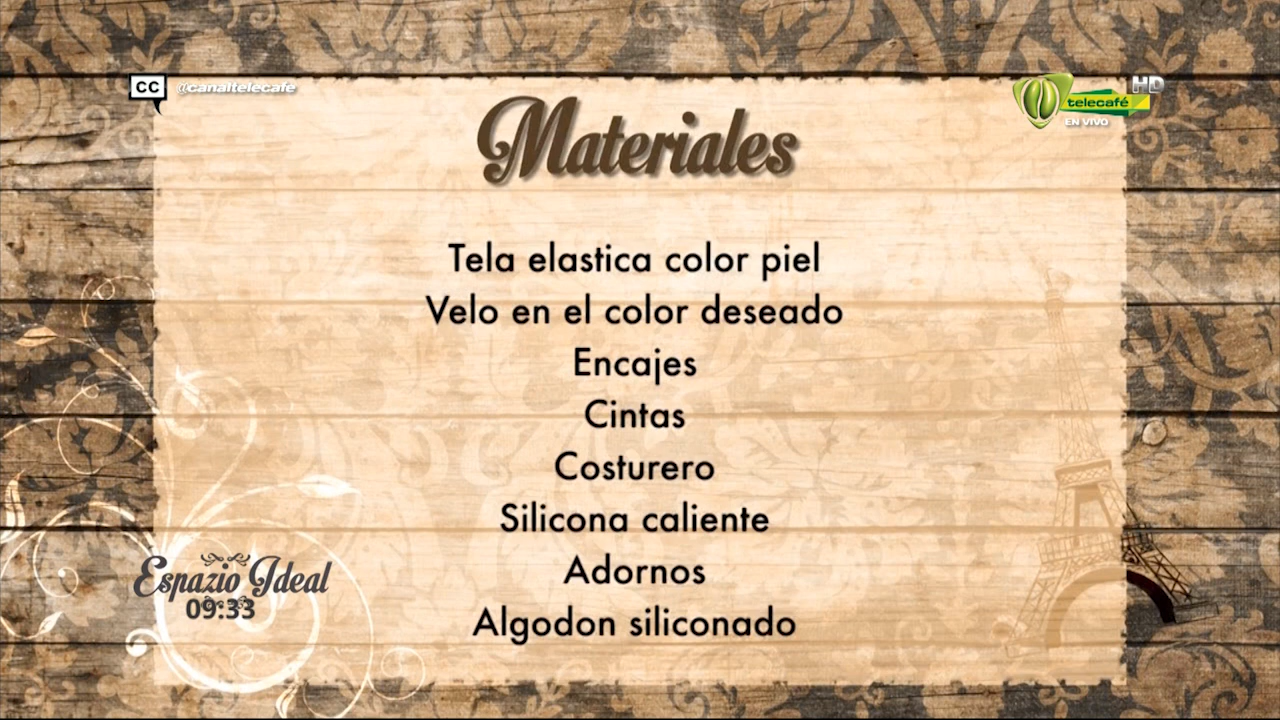 CC @canaltelecafe
telecafé HD
EN VIVO
Materiales
Tela elastica color piel
Velo en el color deseado
Encajes
Cintas
Costurero
Silicona caliente
Adornos
Algodon siliconado
Espazio Ideal
09:33